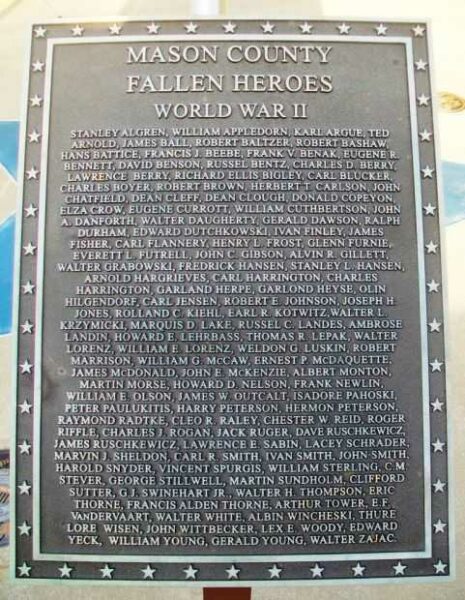 MASON COUNTY
FALLEN HEROES
WORLD WAR II
STANLEY ALGREN, WILLIAM APPLEDORN, KARL ARGUE, TED
ARNOLD, JAMES BALL, ROBERT BALTZER, ROBERT BASHAW,
HANS BATTICE, FRANCIS J. BEEBE, FRANK V. BENAK, EUGENE R.
BENNETT, DAVID BENSON, RUSSEL BENTZ, CHARLES D. BERRY,
LAWRENCE BERRY, RICHARD ELLIS BIGLEY, CARL BLUCKER,
CHARLES BOYER, ROBERT BROWN, HERBERT T. CARLSON, JOHN
CHATFIELD, DEAN CLEFF, DEAN CLOUGH, DONALD COPEYON,
ELZA CROW, EUGENE CURROTT, WILLIAM CUTHBERTSON, JOHN
A. DANFORTH, WALTER DAUGHERTY, GERALD DAWSON, RALPH
DURHAM, EDWARD DUTCHKOWSKI, IVAN FINLEY, JAMES
FISHER, CARL FLANNERY, HENRY L. FROST, GLENN FURNIE,
EVERETT L. FUTRELL, JOHN C. GIBSON, ALVIN R. GILLETT,
WALTER GRABOWSKI, FREDRICK HANSEN, STANLEY L. HANSEN,
ARNOLD HARGRIEVES, CARL HARRINGTON, CHARLES
HARRINGTON, GARLAND HERPE, GARLOND HEYSE, OLIN
HILGENDORF, CARL JENSEN, ROBERT E. JOHNSON, JOSEPH H.
JONES, ROLLAND C. KIEHL, EARL R. KOTWITZ, WALTER L.
KRZYMICKI, MARQUIS D. LAKE, RUSSEL C. LANDES, AMBROSE
LANDIN, HOWARD E. LEHRBASS, THOMAS R. LEPAK, WALTER
LORENZ, WILLIAM E. LORENZ, WELDON G. LUSKIN, ROBERT
MARRISON, WILLIAM G. McCAW, ERNEST P. McDAQUETTE,
JAMES McDONALD, JOHN E. McKENZIE, ALBERT MONTON,
MARTIN MORSE, HOWARD D. NELSON, FRANK NEWLIN,
WILLIAM E. OLSON, JAMES W. OUTCALT, ISADORE PAHOSKI,
PETER PAULUKITIS, HARRY PETERSON, HERMON PETERSON,
RAYMOND RADTKE, CLEO R. RALEY, CHESTER W. REID, ROGER
RIFFLE, CHARLES J. ROGAN, JACK RUGER, DAVE RUSCHKEWICZ,
JAMES RUSCHKEWICZ, LAWRENCE E. SABIN, LACEY SCHRADER,
MARVIN J. SHELDON, CARL R. SMITH, IVAN SMITH, JOHN SMITH,
HAROLD SNYDER, VINCENT SPURGIS, WILLIAM STERLING, C.M.
STEVER, GEORGE STILLWELL, MARTIN SUNDHOLM, CLIFFORD
SUTTER, G.J. SWINEHART JR., WALTER H. THOMPSON, ERIC
THORNE, FRANCIS ALDEN THORNE, ARTHUR TOWER, E.F.
VANDERVAART, WALTER WHITE, ALBIN WINCHESKI, THURE
LORE WISEN, JOHN WITTBECKER, LEX E. WOODY, EDWARD
YECK, WILLIAM YOUNG, GERALD YOUNG, WALTER ZAJAC.